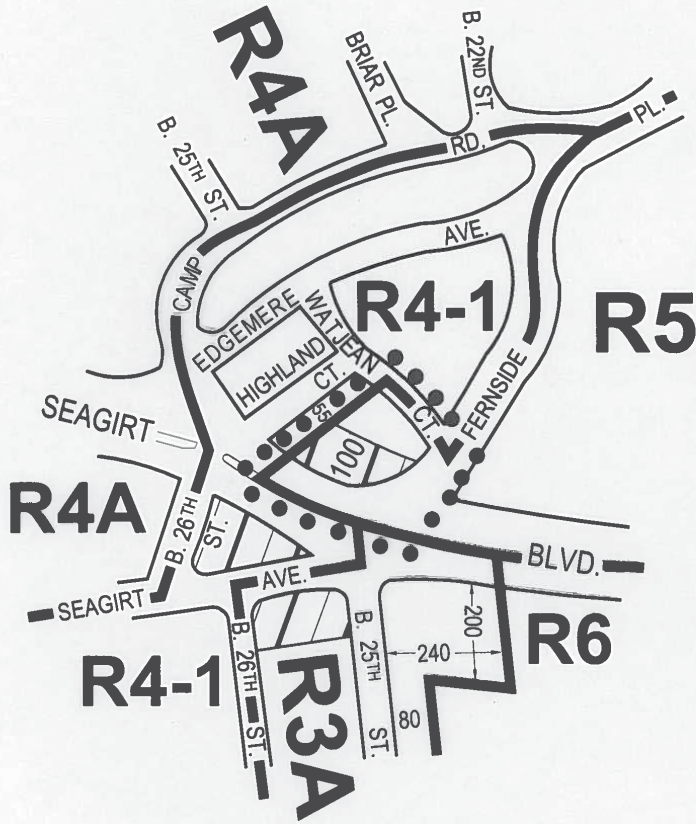 R4A
B. 22ND ST.
BRIAR PL.
B. 25TH ST.
RD.
PL.
CAMP
AVE.
EDGEMERE
WATJEAN
R4-1
R5
HIGHLAND
CT.
FERNSIDE
55
CT.
SEAGIRT
100
R4A
B. 26TH
ST.
BLVD.
AVE.
SEAGIRT
200
B. 26TH
ST.
B. 25TH
ST.
240
R6
R4-1
R3A
80